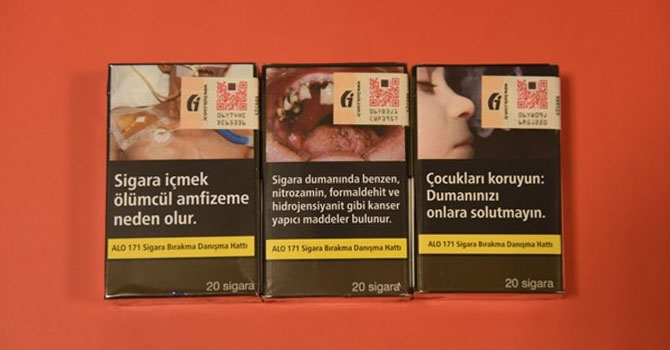 06Y74HC
DC65336
Sigara içmek
ölümcül amfizeme
neden olur.
ALO 171 Sigara Bırakma Danışma Hattı
20 sigara
Sigara dumanında benzen,
nitrozamin, formaldehit ve
hidrojensiyanit gibi kanser
yapıcı maddeler bulunur.
ALO 171 Sigara Bırakma Danışma Hattı
20 sigara
Çocukları koruyun:
Dumanınızı
onlara solutmayın.
ALO 171 Sigara Bırakma Danışma Hattı
20 sigara